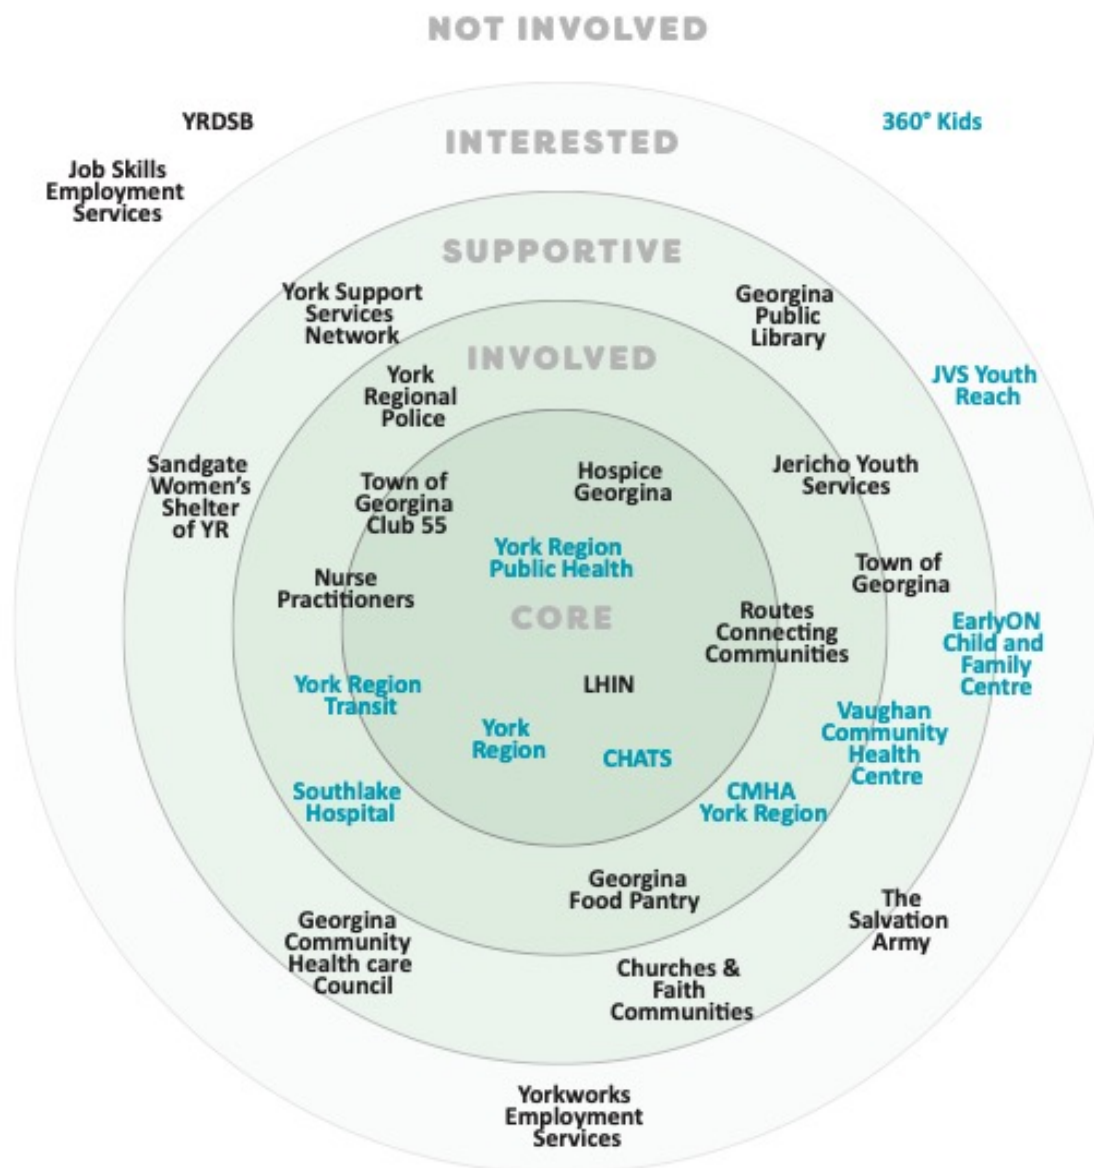 NOT INVOLVED
YRDSB
360° Kids
INTERESTED
Job Skills
Employment
Services
SUPPORTIVE
York Support
Services
Network
Georgina
Public
Library
INVOLVED
York
Regional
Police
JVS Youth
Reach
Sandgate
Women's
Shelter
of YR
Town of
Georgina
Club 55
Hospice
Georgina
Jericho Youth
Services
York Region
Public Health
Nurse
Practitioners
Town of
Georgina
CORE
Routes
Connecting
Communities
EarlyON
Child and
Family
Centre
York Region
Transit
LHIN
York
Region
CHATS
Vaughan
Community
Health
Centre
Southlake
Hospital
CMHA
York Region
Georgina
Food Pantry
The
Salvation
Army
Georgina
Community
Health care
Council
Churches &
Faith
Communities
Yorkworks
Employment
Services